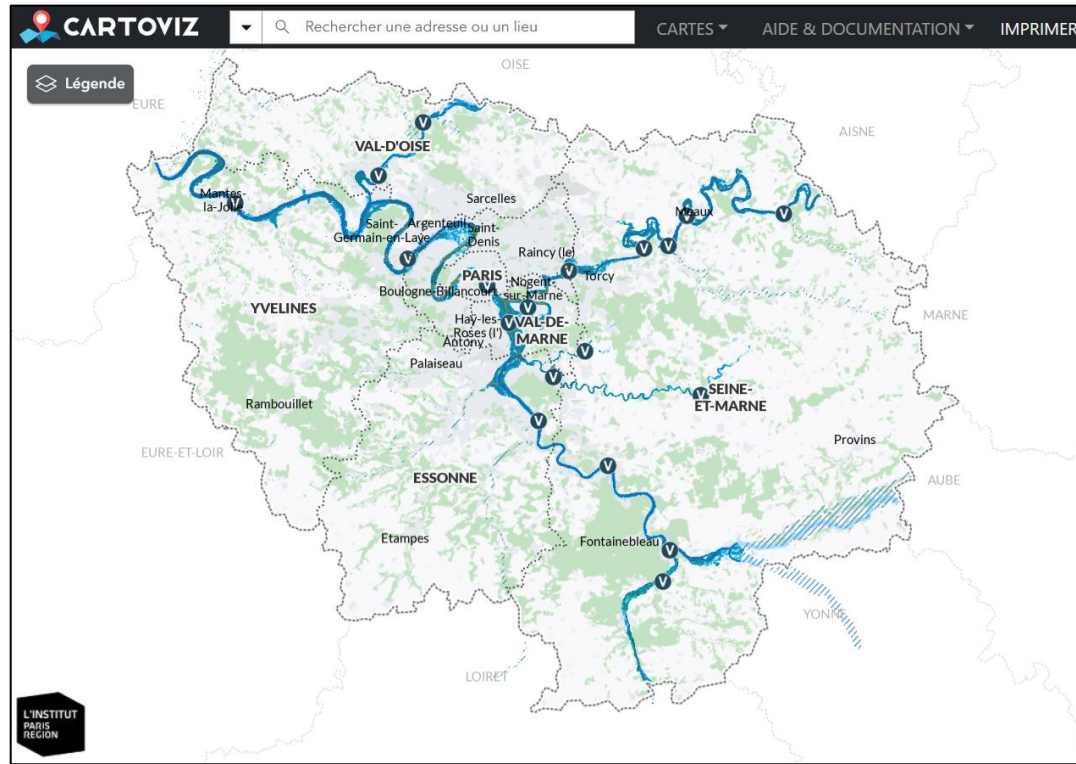 CARTOVIZ
Rechercher une adresse ou un lieu
CARTES
AIDE & DOCUMENTATION
IMPRIMER
Légende
OISE
EURE
AISNE
VAL-D'OISE
V
V
Sarcelles
Mantes-
la-Jolie
V
Meaux
V
V
Saint-
Germain-en-Laye
Argenteuil
Saint-
Denis
V
V
V
Raincy (le)
V
Torcy
PARIS
V
Boulogne-Billancourt
Nogent-
sur-Marne
V
YVELINES
MARNE
Haÿ-les-
Roses (l')
V
VAL-DE-
MARNE
Antony
V
Palaiseau
V
V
SEINE-
ET-MARNE
Rambouillet
V
Provins
EURE-ET-LOIR
V
ESSONNE
AUBE
Etampes
Fontainebleau
V
V
YONNE
LOIRET
L'INSTITUT
PARIS
REGION